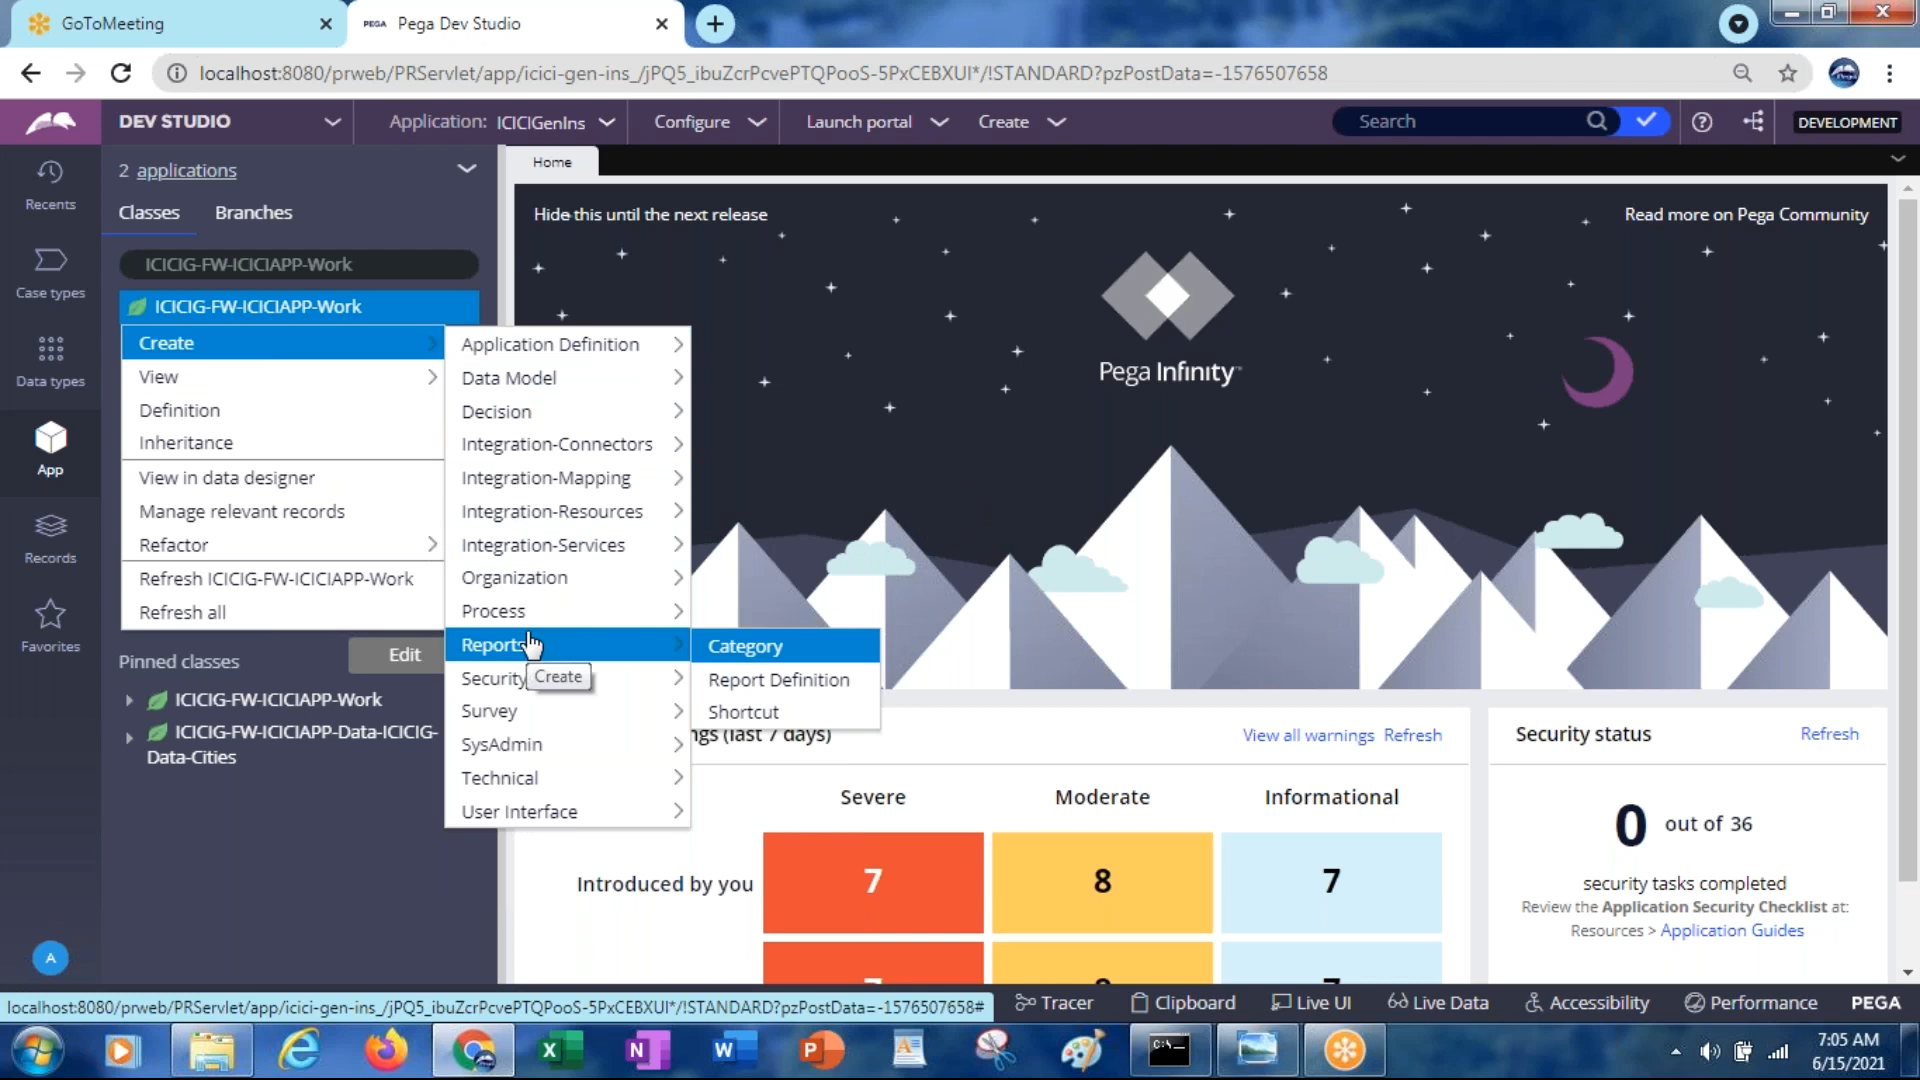 GoToMeeting
PEGA Pega Dev Studio
localhost:8080/prweb/PRServlet/app/icici-gen-ins_/jPQ5_ibuZcrPcvePTQPooS-5PxCEBXUI*/!STANDARD?pzPostData=-1576507658
DEV STUDIO
Application: ICICIGenIns
Configure
Launch portal
Create
Search
DEVELOPMENT
Recents
Case types
Data types
App
Records
Favorites
A
2 applications
Classes Branches
ICICIG-FW-ICICIAPP-Work
ICICIG-FW-ICICIAPP-Work
Create
View
Definition
Inheritance
View in data designer
Manage relevant records
Refactor
Refresh ICICIG-FW-ICICIAPP-Work
Refresh all
Pinned classes
Edit
ICICIG-FW-ICICIAPP-Work
ICICIG-FW-ICICIAPP-Data-ICICIG-
Data-Cities
Application Definition
Data Model
Decision
Integration-Connectors
Integration-Mapping
Integration-Resources
Integration-Services
Organization
Process
Reports
Security
Create
Survey
SysAdmin
Technical
User Interface
Category
Report Definition
Shortcut
Home
Hide this until the next release
Read more on Pega Community
Pega Infinity™
(last 7 days)
View all warnings Refresh
Severe Moderate Informational
Introduced by you 7 8 7
Security status Refresh
0 out of 36
security tasks completed
Review the Application Security Checklist at:
Resources > Application Guides
localhost:8080/prweb/PRServlet/app/icici-gen-ins_/jPQ5_ibuZcrPcvePTQPooS-5PxCEBXUI*/!STANDARD?pzPostData=-1576507658#
Tracer Clipboard Live UI Live Data Accessibility Performance PEGA
7:05 AM
6/15/2021